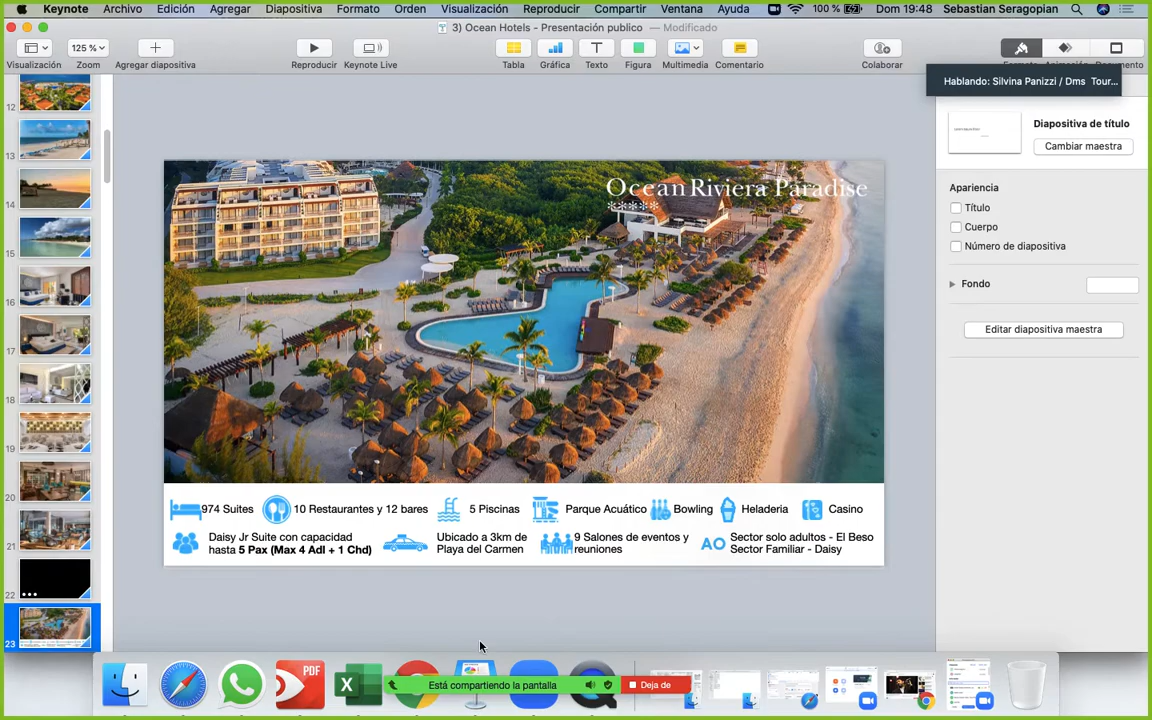 Keynote Archivo Edición Agregar Diapositiva Formato Orden Visualización Reproducir Compartir Ventana Ayuda 100 % Dom 19:48 Sebastian Seragopian
3) Ocean Hotels - Presentación publico — Modificado
125 %
Visualización Zoom Agregar diapositiva Reproducir Keynote Live Tabla Gráfica Texto Figura Multimedia Comentario Colaborar
Hablando: Silvina Panizzi / Dms Tour...
Diapositiva de título
Cambiar maestra
Apariencia
Título
Cuerpo
Número de diapositiva
Fondo
Editar diapositiva maestra
12
13
14
15
16
17
18
19
20
21
22
23
Ocean Riviera Paradise
*****
974 Suites 10 Restaurantes y 12 bares 5 Piscinas Parque Acuático Bowling Heladeria Casino
Daisy Jr Suite con capacidad
hasta 5 Pax (Max 4 Adl + 1 Chd)
Ubicado a 3km de
Playa del Carmen
9 Salones de eventos y
reuniones
AO
Sector solo adultos - El Beso
Sector Familiar - Daisy
PDF
X
Está compartiendo la pantalla
Deja de